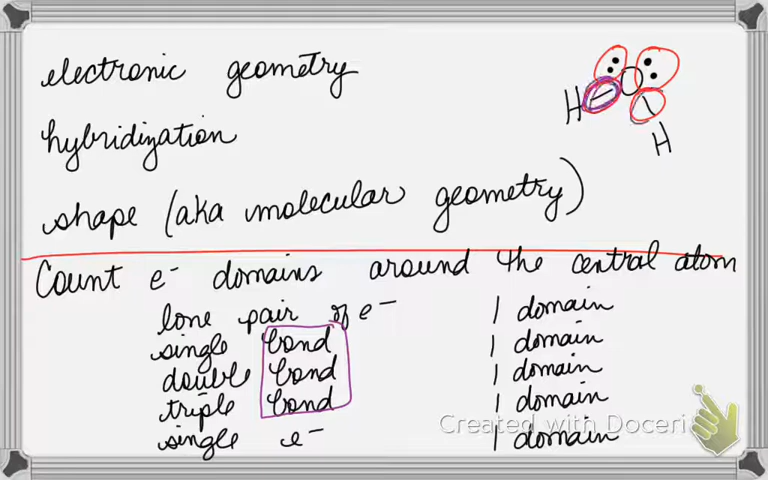 electronic geometry
hybridization
shape (aka molecular geometry)
H O H
Count e⁻ domains around the central atom
lone pair of e⁻ 1 domain
single bond 1 domain
double bond 1 domain
triple bond 1 domain
single e⁻ 1 domain
Created with Doceri